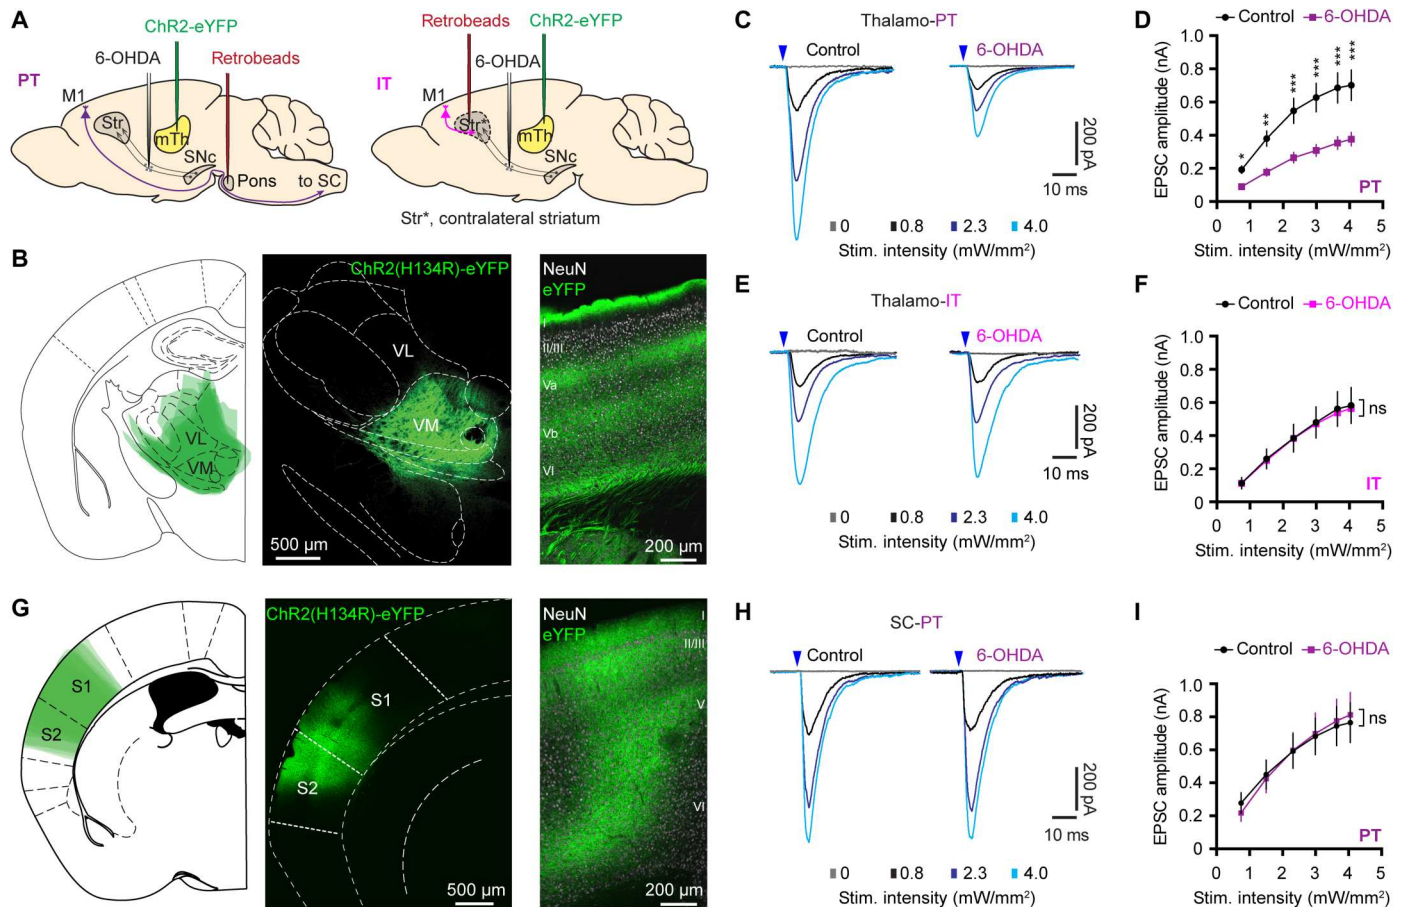 A
ChR2-eYFP
6-OHDA
Retrobeads
PT
M1
Str
mTh
SNc
Pons
to SC
Retrobeads
ChR2-eYFP
6-OHDA
IT
M1
Str*
mTh
SNc
Str*, contralateral striatum
B
VL
VM
ChR2(H134R)-eYFP
VL
VM
500 µm
NeuN
eYFP
I
II/III
Va
Vb
VI
200 µm
C
Thalamo-PT
Control
6-OHDA
200 pA
10 ms
0 0.8 2.3 4.0
Stim. intensity (mW/mm²)
D
Control 6-OHDA
EPSC amplitude (nA)
1.0
0.8
0.6
0.4
0.2
0
* ** *** *** *** ***
PT
0 1 2 3 4 5
Stim. intensity (mW/mm²)
E
Thalamo-IT
Control
6-OHDA
200 pA
10 ms
0 0.8 2.3 4.0
Stim. intensity (mW/mm²)
F
Control 6-OHDA
EPSC amplitude (nA)
1.0
0.8
0.6
0.4
0.2
0
ns
IT
0 1 2 3 4 5
Stim. intensity (mW/mm²)
G
S1
S2
ChR2(H134R)-eYFP
S1
S2
500 µm
NeuN
eYFP
I
II/III
V
VI
200 µm
H
SC-PT
Control
6-OHDA
200 pA
10 ms
0 0.8 2.3 4.0
Stim. intensity (mW/mm²)
I
Control 6-OHDA
EPSC amplitude (nA)
1.0
0.8
0.6
0.4
0.2
0
ns
PT
0 1 2 3 4 5
Stim. intensity (mW/mm²)